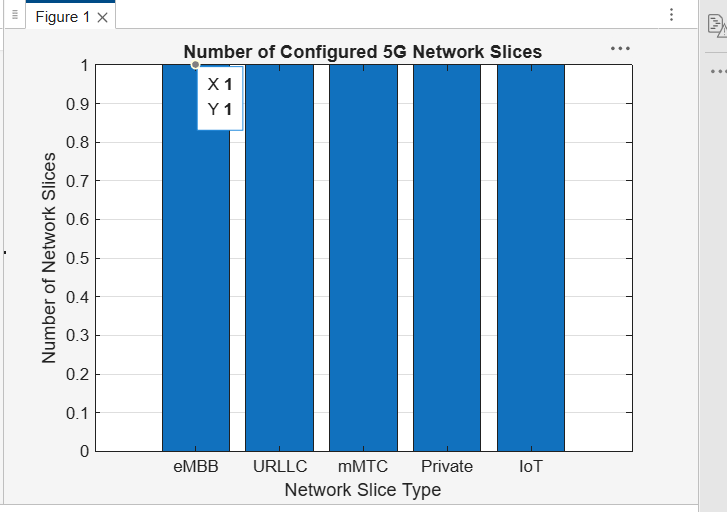 Figure 1
Number of Configured 5G Network Slices
X 1
Y 1
1
0.9
0.8
0.7
0.6
0.5
0.4
0.3
0.2
0.1
0
Number of Network Slices
eMBB URLLC mMTC Private IoT
Network Slice Type